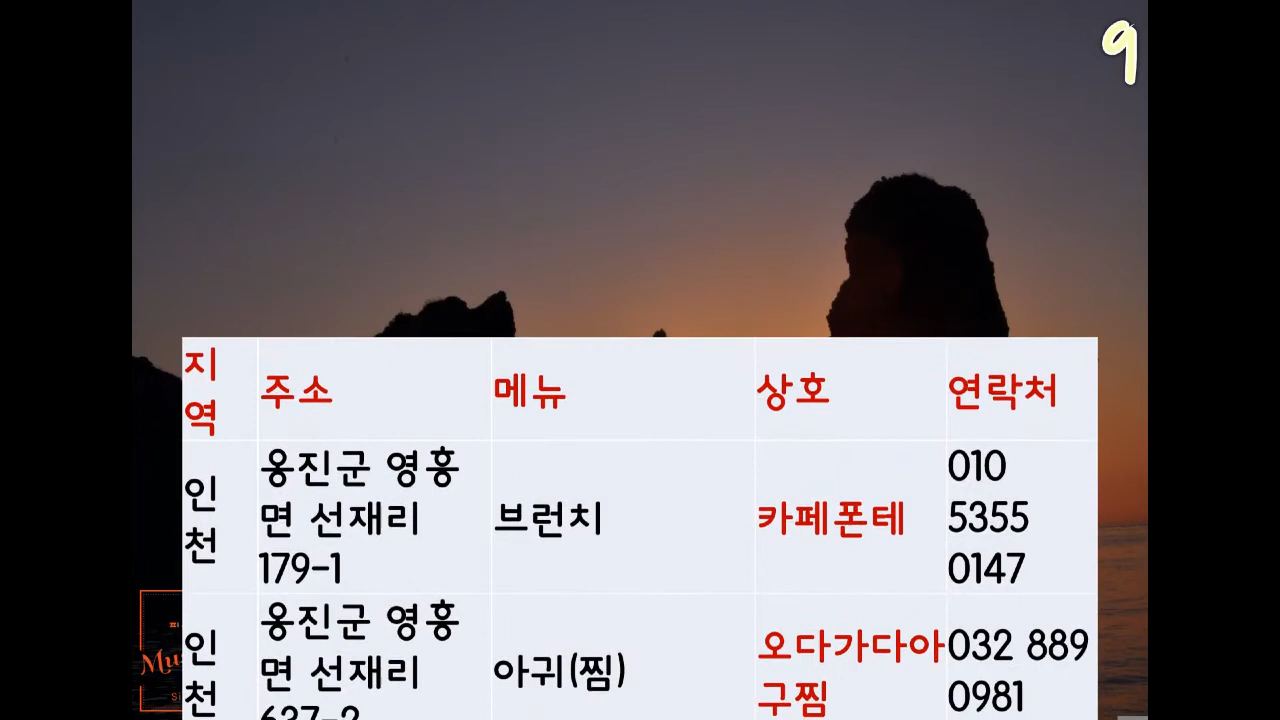 9
지역 주소 메뉴 상호 연락처
인천 옹진군 영흥면 선재리 179-1 브런치 카페폰테 010 5355 0147
인천 옹진군 영흥면 선재리 637-2 아귀(찜) 오다가다아구찜 032 889 0981